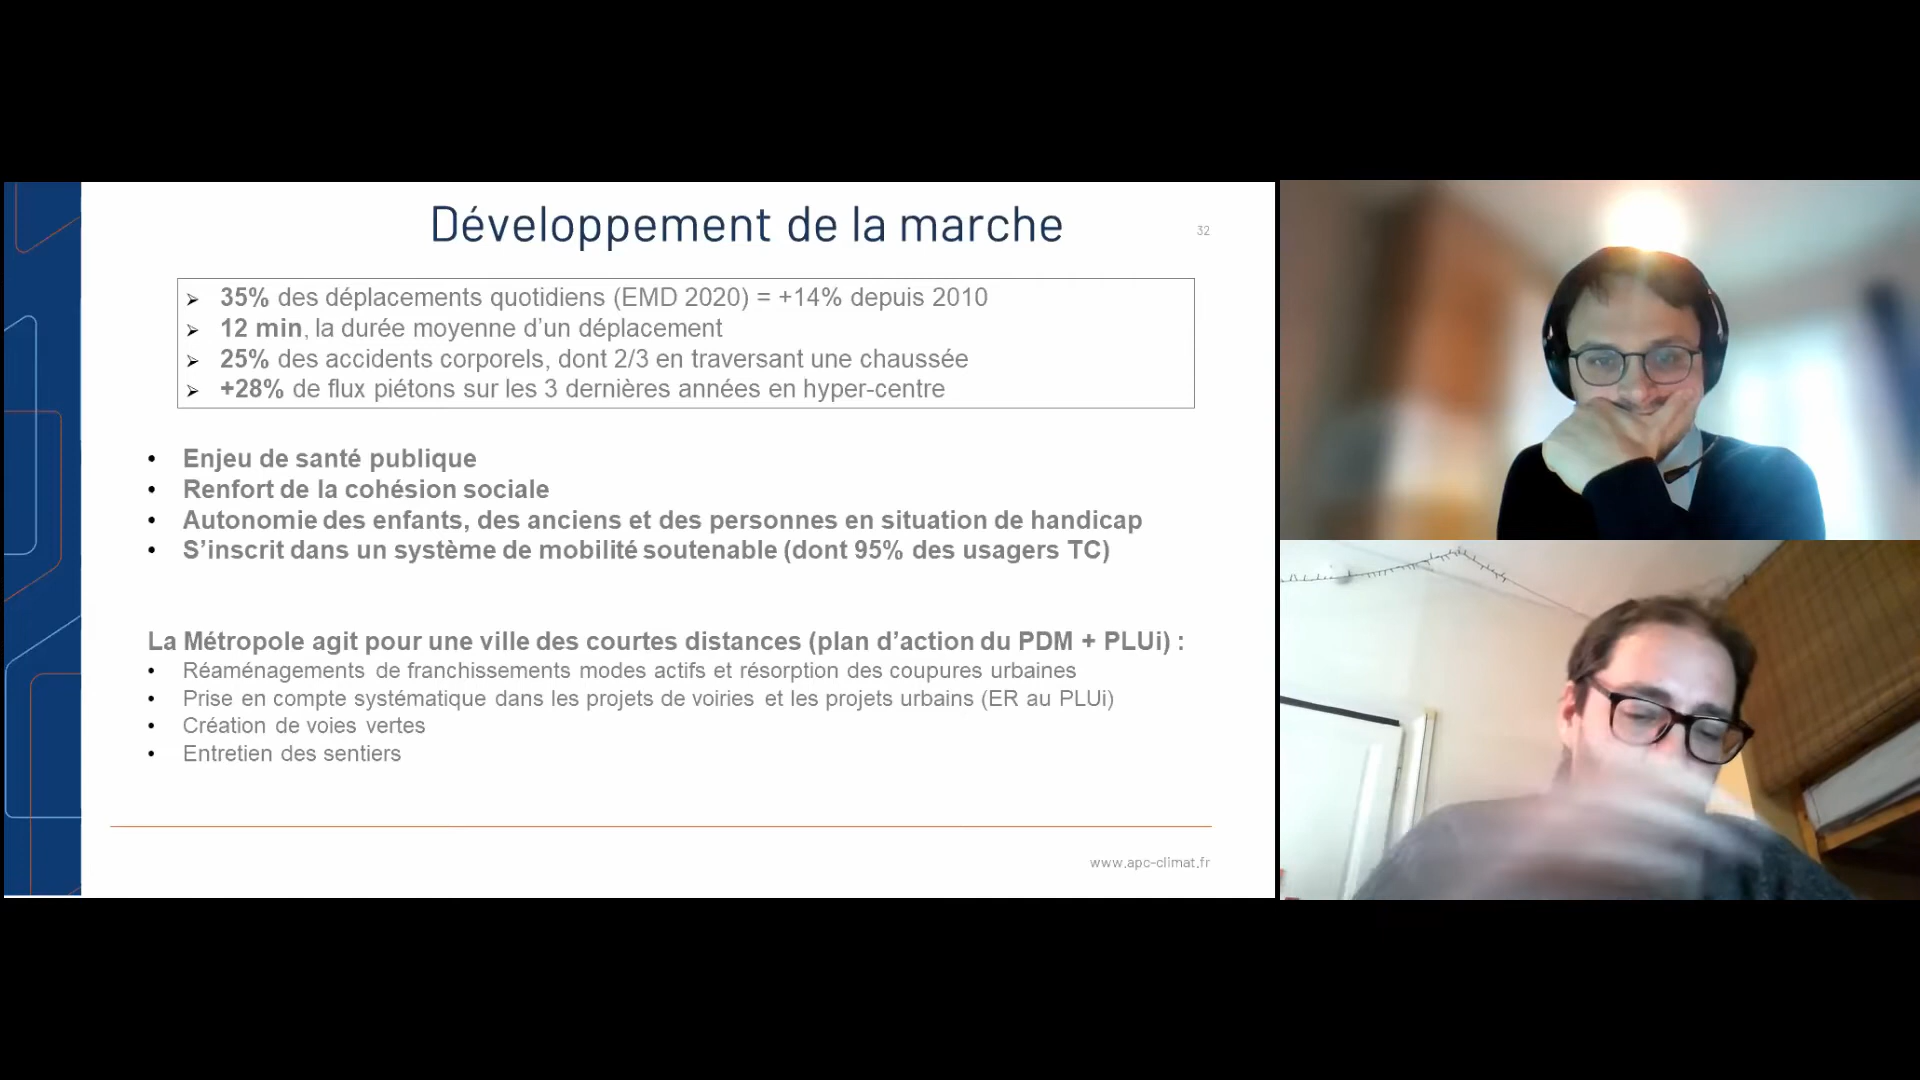 Développement de la marche
32
➢ 35% des déplacements quotidiens (EMD 2020) = +14% depuis 2010
➢ 12 min, la durée moyenne d’un déplacement
➢ 25% des accidents corporels, dont 2/3 en traversant une chaussée
➢ +28% de flux piétons sur les 3 dernières années en hyper-centre
• Enjeu de santé publique
• Renfort de la cohésion sociale
• Autonomie des enfants, des anciens et des personnes en situation de handicap
• S’inscrit dans un système de mobilité soutenable (dont 95% des usagers TC)
La Métropole agit pour une ville des courtes distances (plan d’action du PDM + PLUi) :
• Réaménagements de franchissements modes actifs et résorption des coupures urbaines
• Prise en compte systématique dans les projets de voiries et les projets urbains (ER au PLUi)
• Création de voies vertes
• Entretien des sentiers
www.apc-climat.fr